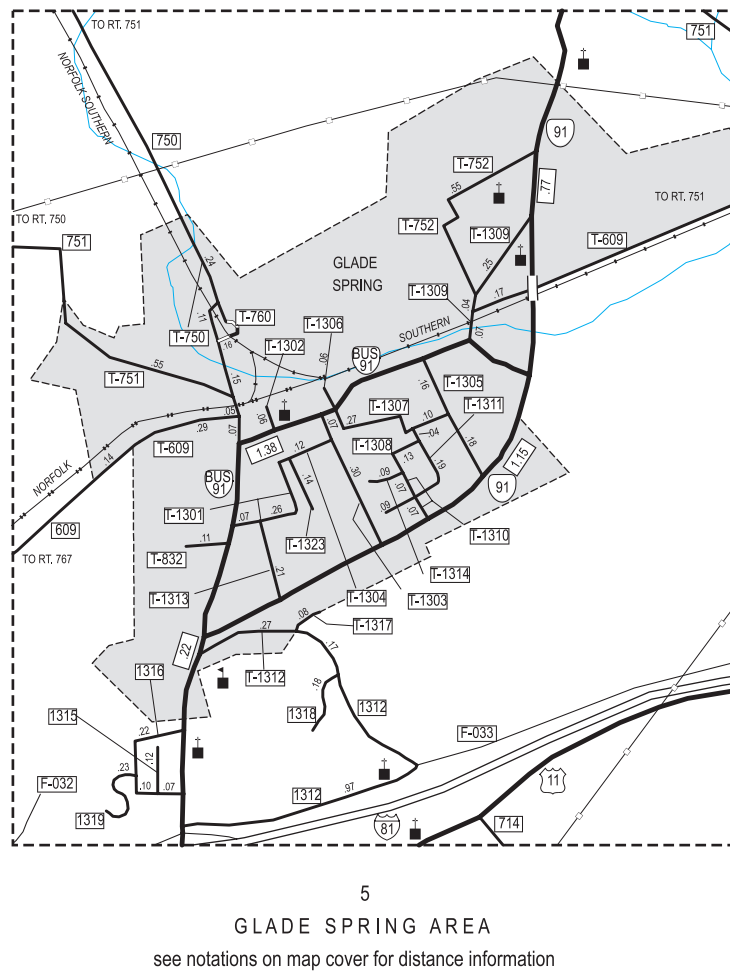 TO RT. 751
751
NORFOLK SOUTHERN
750
91
T-752
.55
.77
TO RT. 751
TO RT. 750
T-752
T-1309
T-609
751
.24
.25
GLADE
SPRING
T-1309
.17
.04
.11
T-760
T-1306
SOUTHERN
.07
T-750
.16
T-1302
BUS.
91
.06
.55
T-751
.15
.16
T-1305
T-1307
T-1311
.05
.06
.10
.29
.07
.07
.27
T-609
T-1308
.04
.18
1.38
.12
.13
.19
1.15
NORFOLK
.14
BUS.
91
.30
.09
.14
.07
91
T-1301
.26
.09
.07
609
.07
T-1310
TO RT. 767
.11
T-832
T-1323
T-1314
.21
T-1313
T-1304
T-1303
.08
T-1317
.27
.22
.17
1316
T-1312
.18
1315
1318
1312
.22
F-033
.12
.23
F-032
.10
.07
.97
11
1312
1319
81
714
5
GLADE SPRING AREA
see notations on map cover for distance information